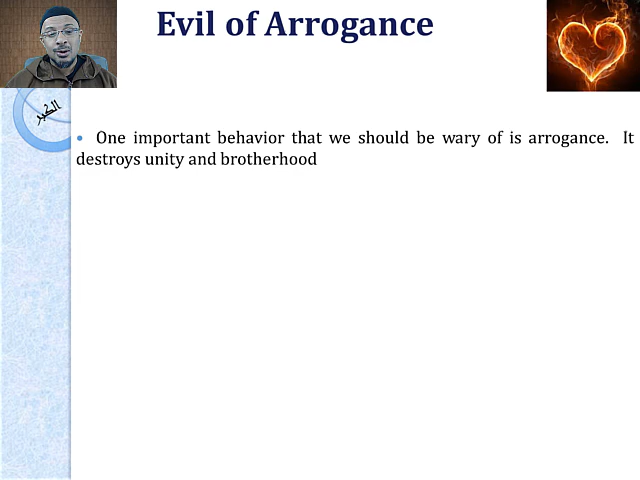 Evil of Arrogance
الكبر
• One important behavior that we should be wary of is arrogance. It
destroys unity and brotherhood